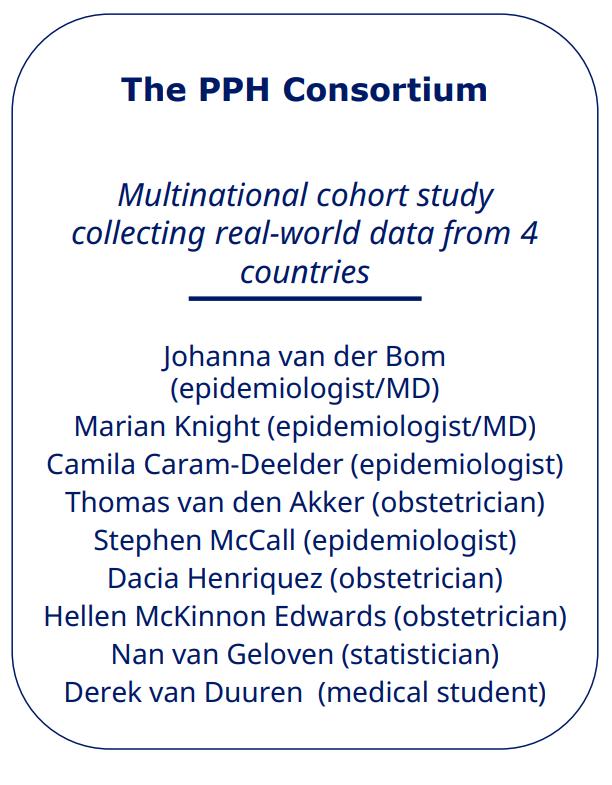 The PPH Consortium
Multinational cohort study
collecting real-world data from 4
countries
Johanna van der Bom
(epidemiologist/MD)
Marian Knight (epidemiologist/MD)
Camila Caram-Deelder (epidemiologist)
Thomas van den Akker (obstetrician)
Stephen McCall (epidemiologist)
Dacia Henriquez (obstetrician)
Hellen McKinnon Edwards (obstetrician)
Nan van Geloven (statistician)
Derek van Duuren  (medical student)